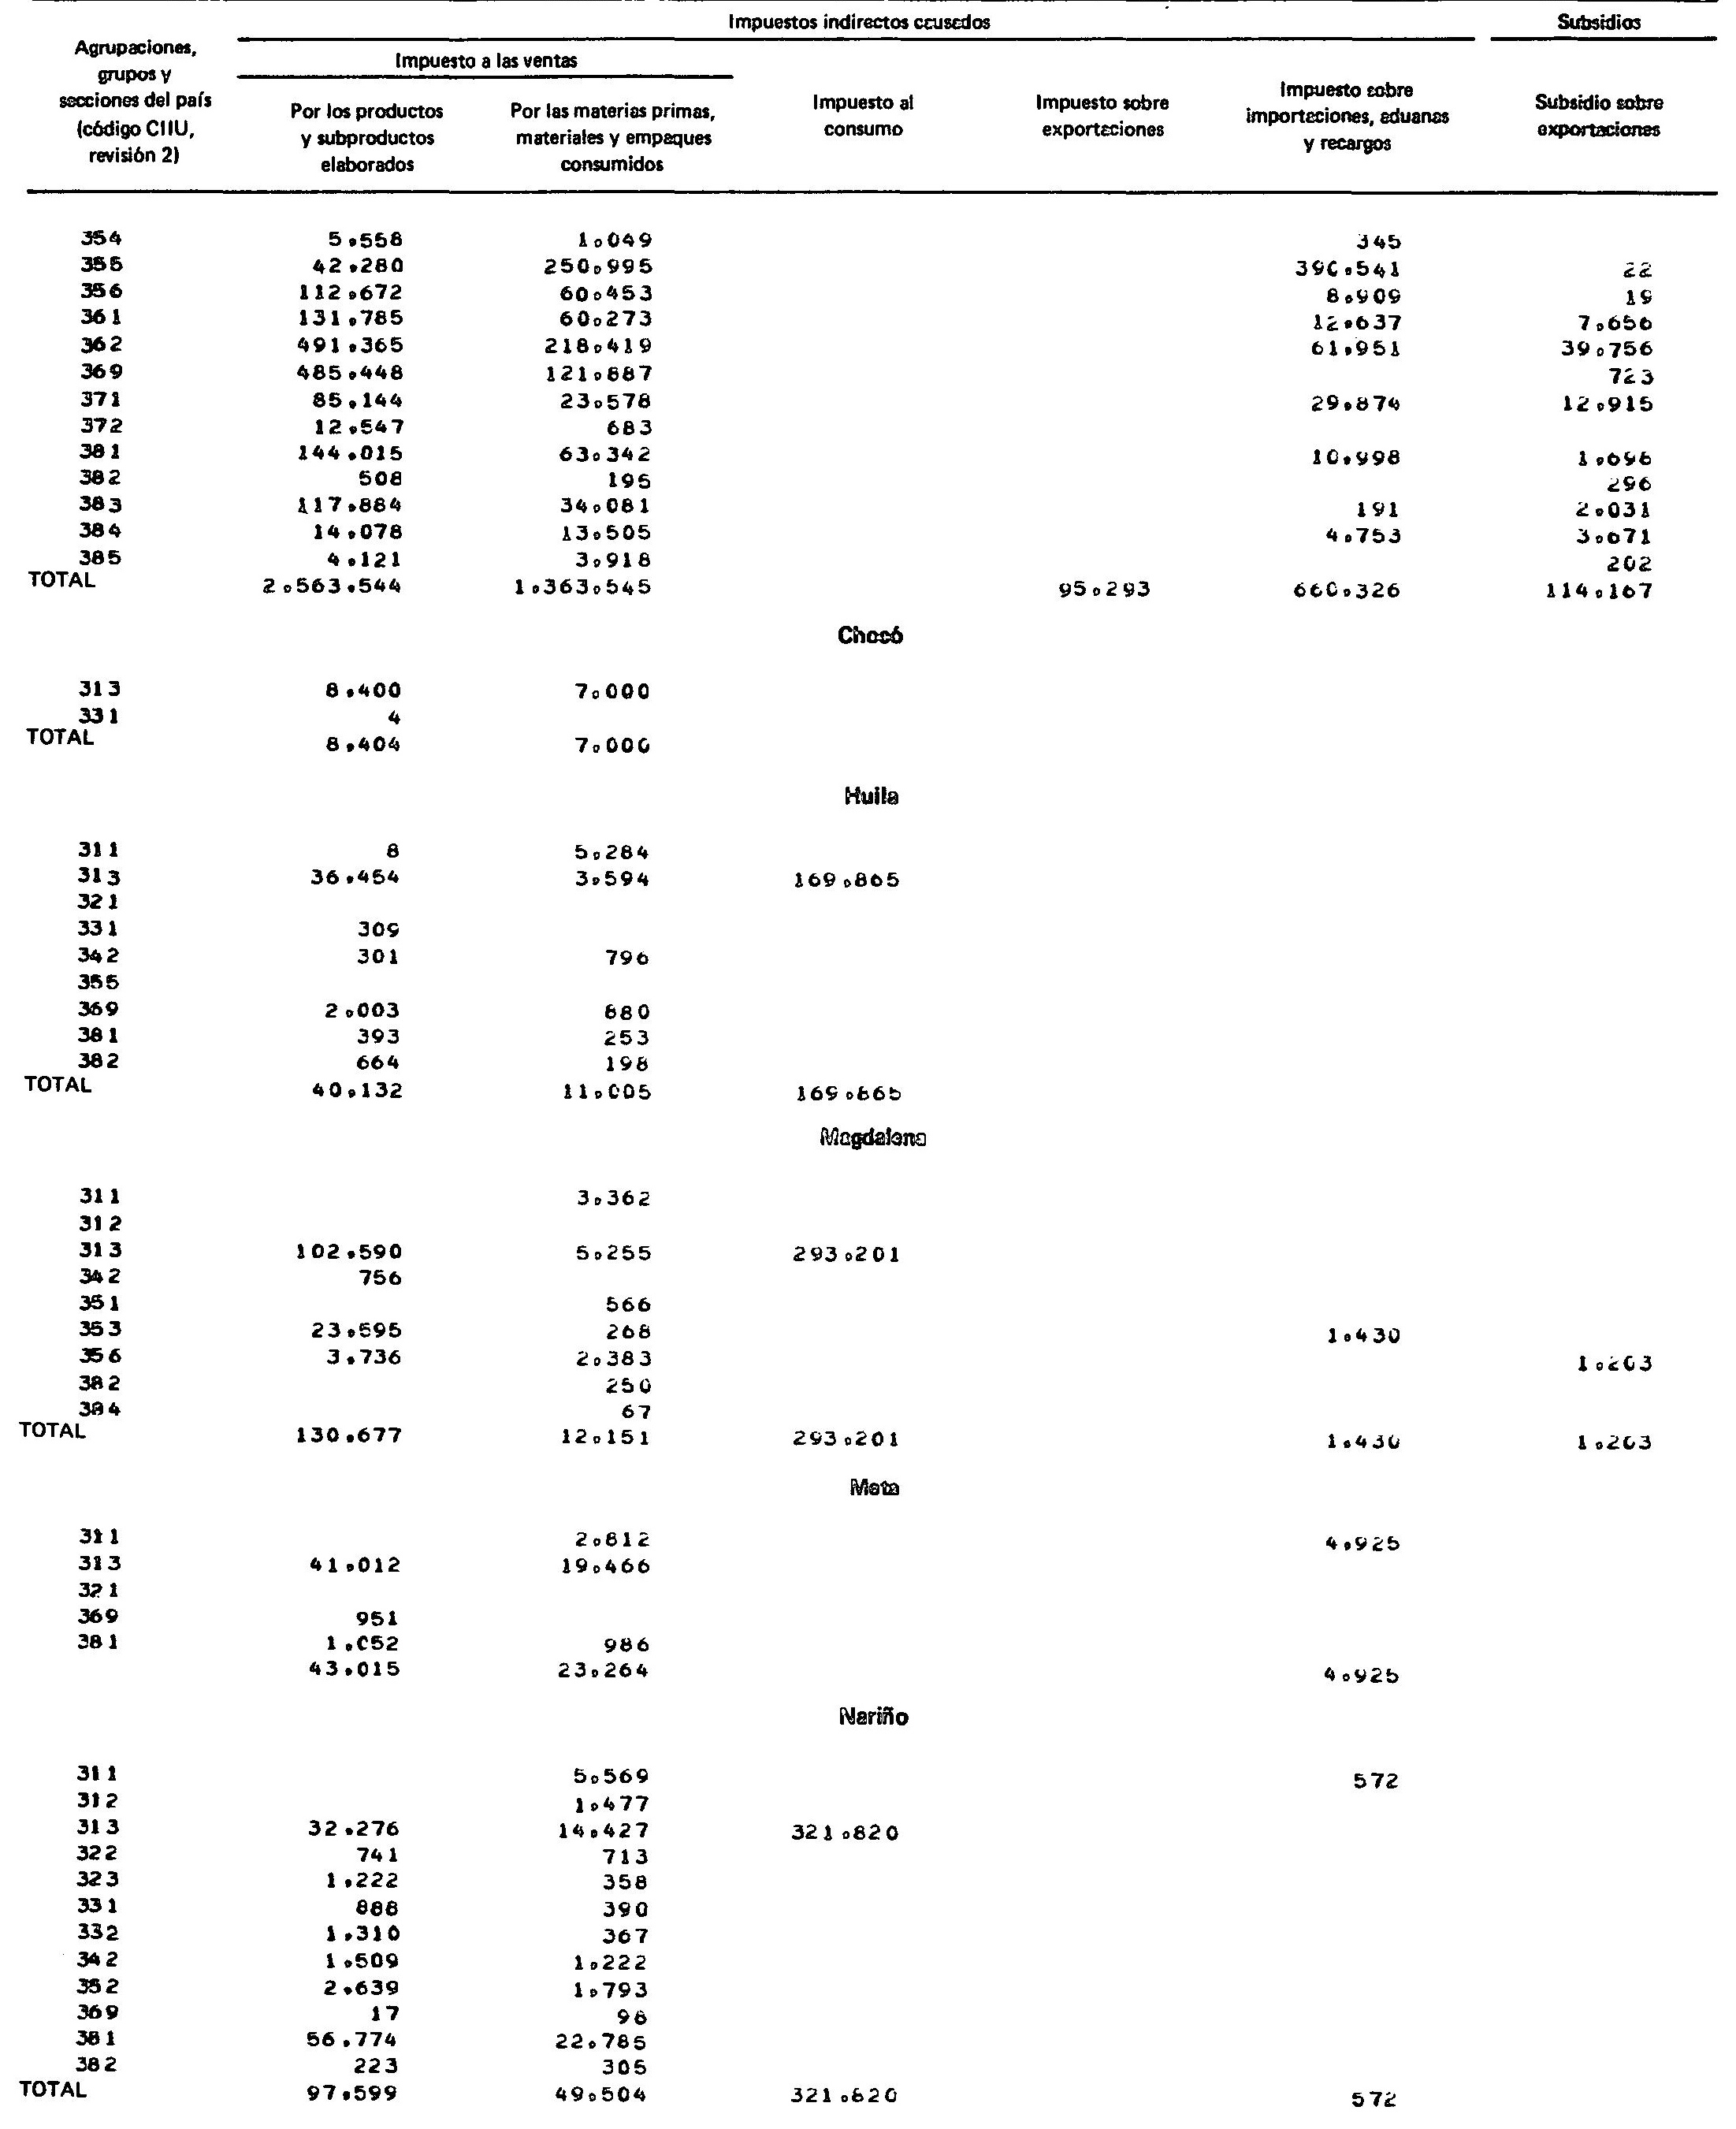 Impuestos indirectos causados Subsidios
Agrupaciones, grupos y secciones del país (código CIIU, revisión 2)
Impuesto a las ventas
Por los productos y subproductos elaborados
Por las materias primas, materiales y empaques consumidos
Impuesto al consumo
Impuesto sobre exportaciones
Impuesto sobre importaciones, aduanas y recargos
Subsidio sobre exportaciones
354 5.558 1.049 345
355 42.280 250.995 390.541 22
356 112.672 60.453 8.909 19
361 131.785 60.273 12.637 7.656
362 491.365 218.419 61.951 39.756
369 485.448 121.887 723
371 85.144 23.578 29.874 12.915
372 12.547 683
381 144.015 63.342 10.998 1.696
382 508 195 296
383 117.884 34.081 191 2.031
384 14.078 13.505 4.753 3.671
385 4.121 3.918 202
TOTAL 2.563.544 1.363.545 95.293 660.326 114.167
Chocó
313 8.400 7.000
331 4
TOTAL 8.404 7.000
Huila
311 8 5.284
313 36.454 3.594 169.865
321
331 309
342 301 796
355
369 2.003 880
381 393 253
382 664 198
TOTAL 40.132 11.005 169.865
Magdalena
311 3.362
312
313 102.590 5.255 293.201
342 756
351 566
353 23.595 268 1.430
356 3.736 2.383 1.203
382 250
384 67
TOTAL 130.677 12.151 293.201 1.430 1.203
Meta
311 2.812 4.925
313 41.012 19.466
321
369 951
381 1.052 986
43.015 23.264 4.925
Nariño
311 5.569 572
312 1.477
313 32.276 14.427 321.820
322 741 713
323 1.222 358
331 888 390
332 1.310 367
342 1.509 1.222
352 2.639 1.793
369 17 98
381 56.774 22.785
382 223 305
TOTAL 97.599 49.504 321.820 572